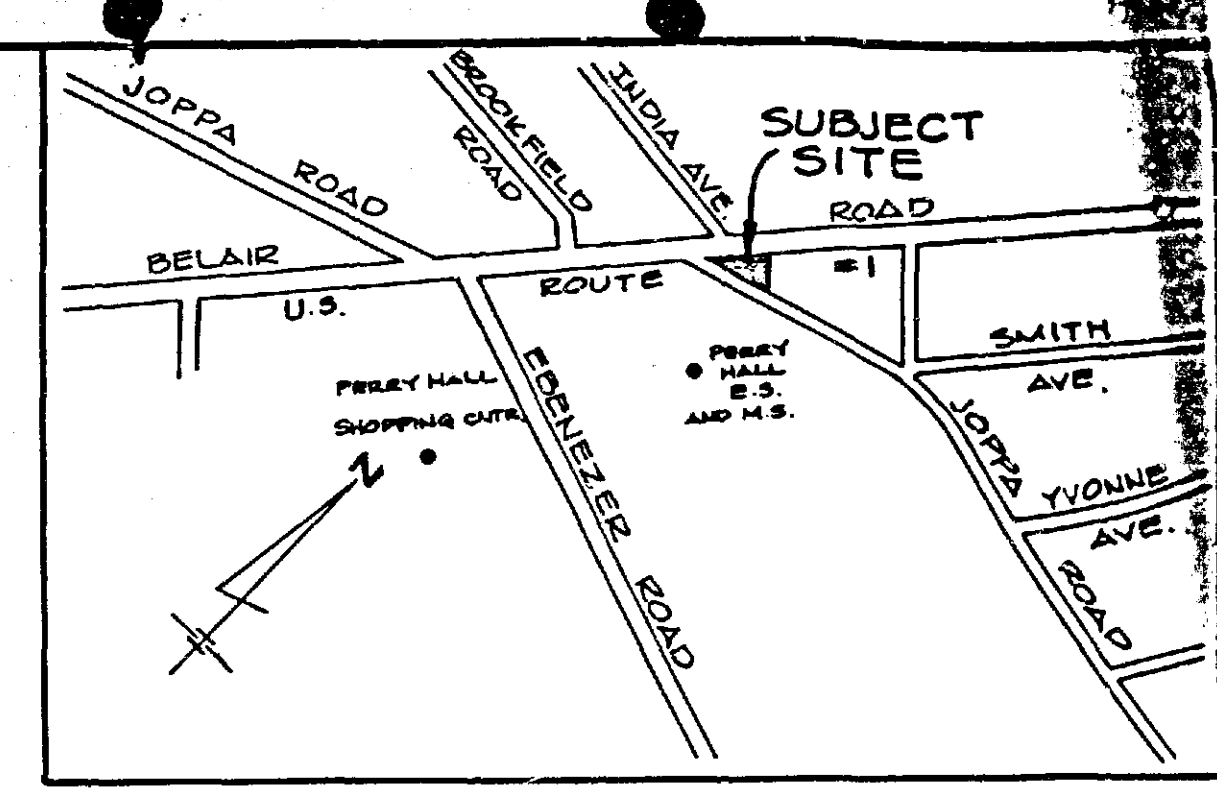 JOPPA ROAD
BROOKFIELD ROAD
INDIA AVE.
SUBJECT
SITE
BELAIR ROAD
U.S. ROUTE #1
SMITH
AVE.
PERRY HALL
SHOPPING CNTR.
EBENEZER ROAD
PERRY
HALL
E.S.
AND M.S.
JOPPA ROAD
YVONNE
AVE.
N